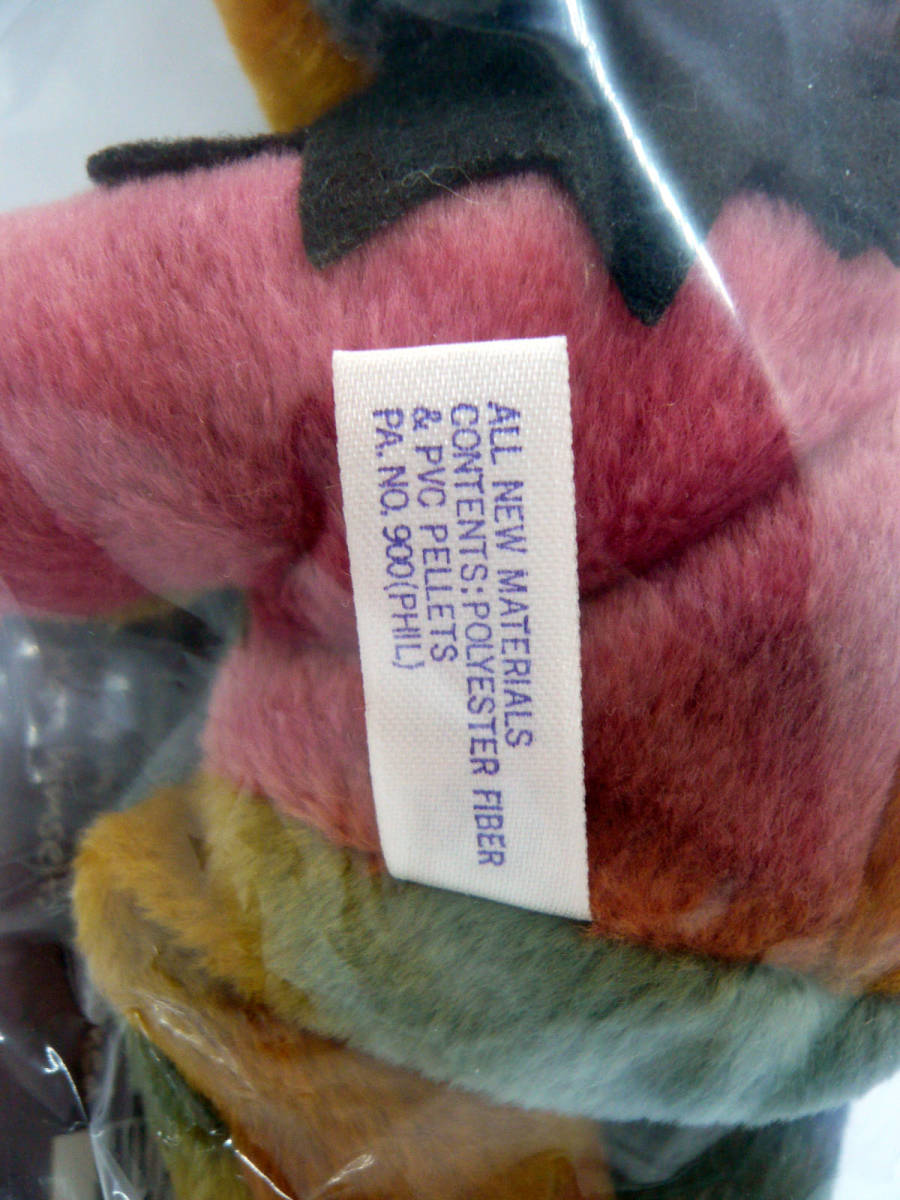 ALL NEW MATERIALS
CONTENTS:POLYESTER FIBER
& PVC PELLETS
PA. NO. 900(PHIL)